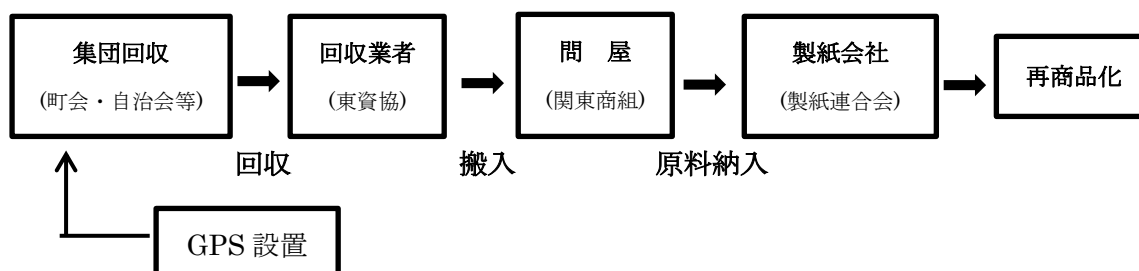 集団回収
(町会・自治会等)
回収業者
(東資協)
問　屋
(関東商組)
製紙会社
(製紙連合会)
再商品化
回収
搬入
原料納入
GPS 設置